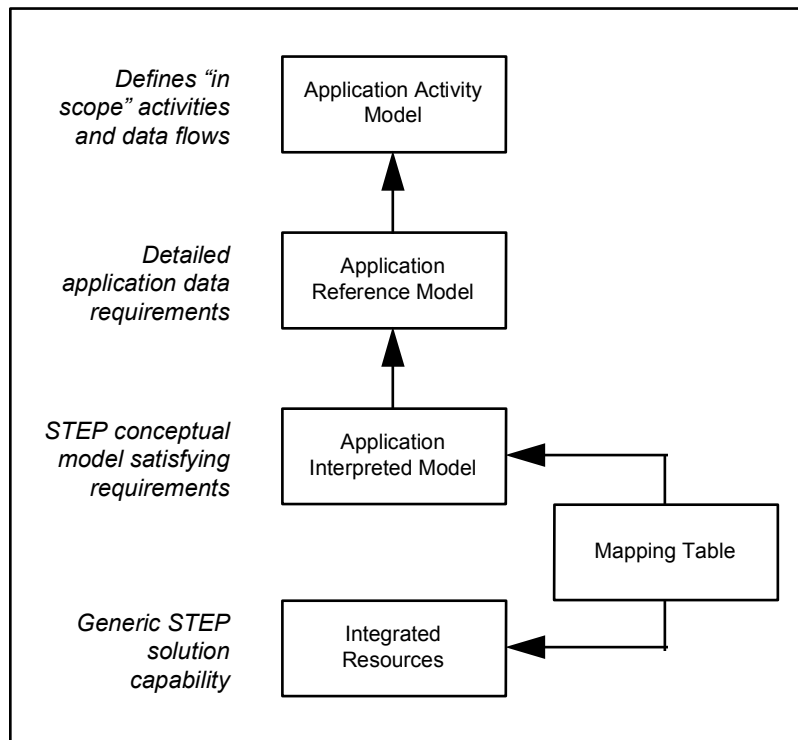 Defines “in
scope” activities
and data flows
Application Activity
Model
Detailed
application data
requirements
Application
Reference Model
STEP conceptual
model satisfying
requirements
Application
Interpreted Model
Mapping Table
Generic STEP
solution
capability
Integrated
Resources